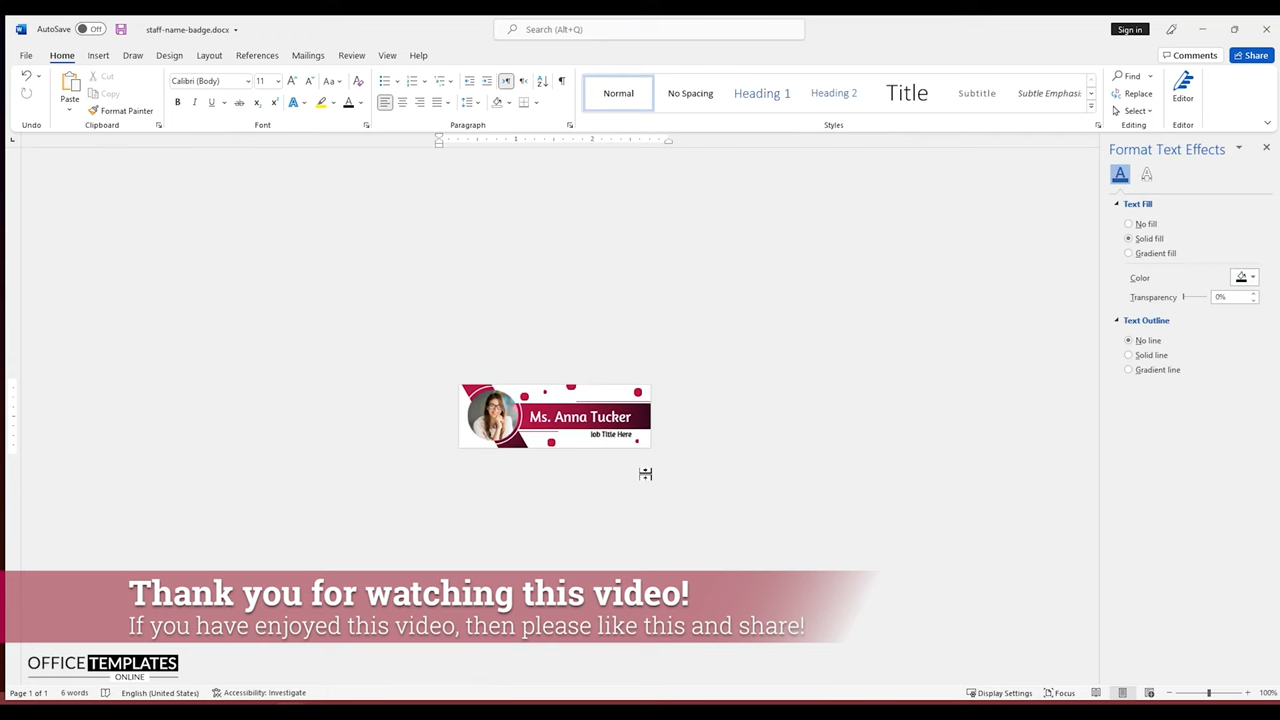 AutoSave Off staff-name-badge.docx Search (Alt+Q) Sign in
File Home Insert Draw Design Layout References Mailings Review View Help Comments Share
Paste Cut Copy Format Painter
Calibri (Body) 11
Normal No Spacing Heading 1 Heading 2 Title Subtitle Subtle Emphasis
Find Replace Select Editor
Undo Clipboard Font Paragraph Styles Editing Editor
1 2
Format Text Effects
Text Fill
No fill
Solid fill
Gradient fill
Color
Transparency 0%
Text Outline
No line
Solid line
Gradient line
Ms. Anna Tucker
Job Title Here
Thank you for watching this video!
If you have enjoyed this video, then please like this and share!
OFFICE TEMPLATES
ONLINE
Page 1 of 1 6 words English (United States) Accessibility: Investigate Display Settings Focus 100%